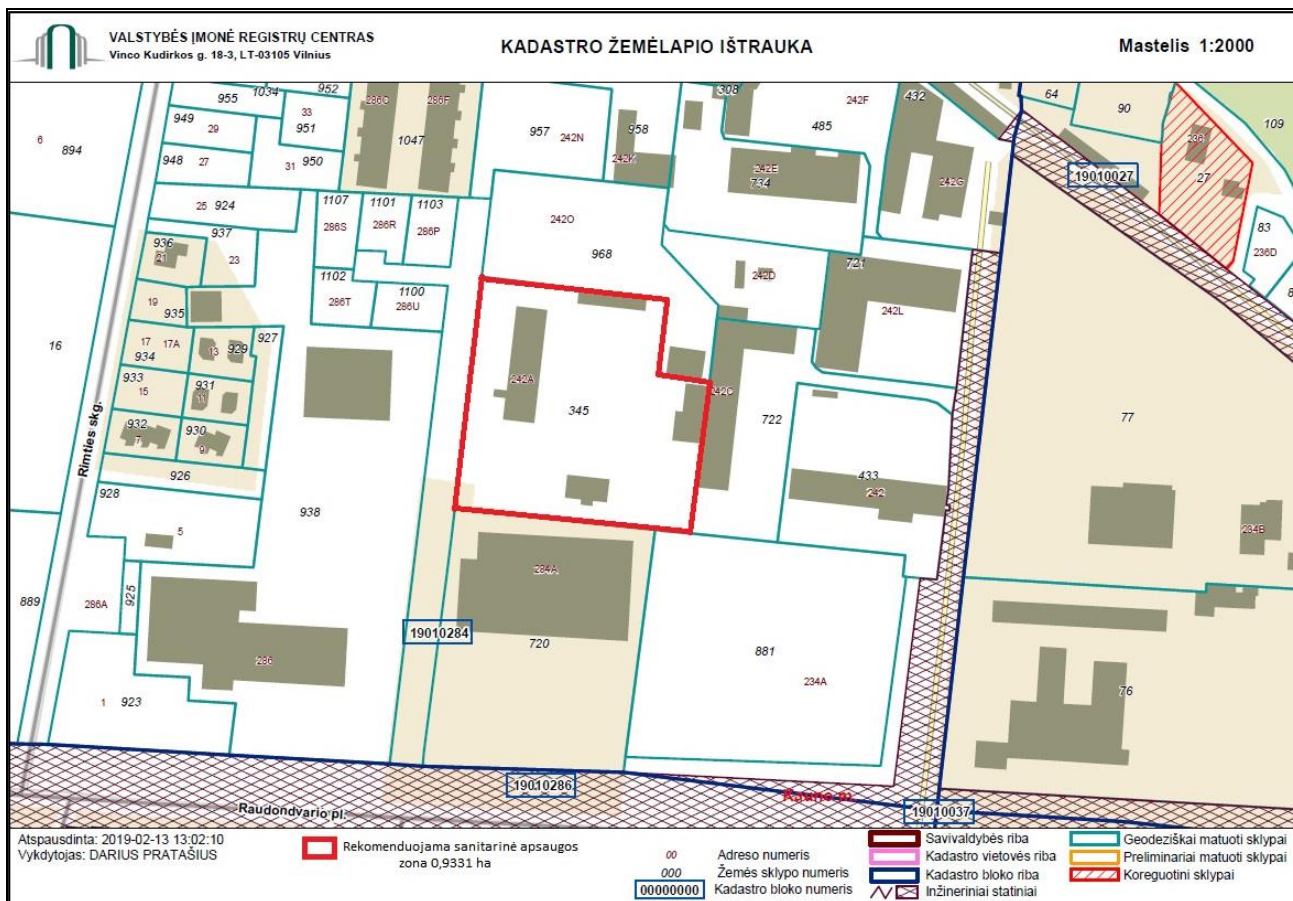 VALSTYBĖS ĮMONĖ REGISTRŲ CENTRAS
Vinco Kudirkos g. 18-3, LT-03105 Vilnius
KADASTRO ŽEMĖLAPIO IŠTRAUKA
Mastelis 1:2000
955 1034 952 286C 286F 308 242F 432 64 90
949 29 33 951 1047 957 242N 958 485 109
6 894 236
948 27 31 950 242K 242E 734 242G 19010027 27
25 924 1107 1101 1103 242O 83
936 937 286S 286R 286P 968 721 236D
21 23 1102 1100 242D
19 935 286T 286U 242L
16 17 17A 13 929 927
934
933 15 931 11 242A 345 242C 722 77
932 7 930 9 433
926 242
Rimties skg.
928 938
5 284A 234B
889 286A 925 19010284 720 881
286 234A 76
1 923
19010286
Raudondvario pl.
Kauno m.
19010037
Atspausdinta: 2019-02-13 13:02:10
Vykdytojas: DARIUS PRATAŠIUS
Rekomenduojama sanitarinė apsaugos
zona 0,9331 ha
00 Adreso numeris
000 Žemės sklypo numeris
00000000 Kadastro bloko numeris
Savivaldybės riba
Kadastro vietovės riba
Kadastro bloko riba
Inžineriniai statiniai
Geodeziškai matuoti sklypai
Preliminariai matuoti sklypai
Koreguotini sklypai